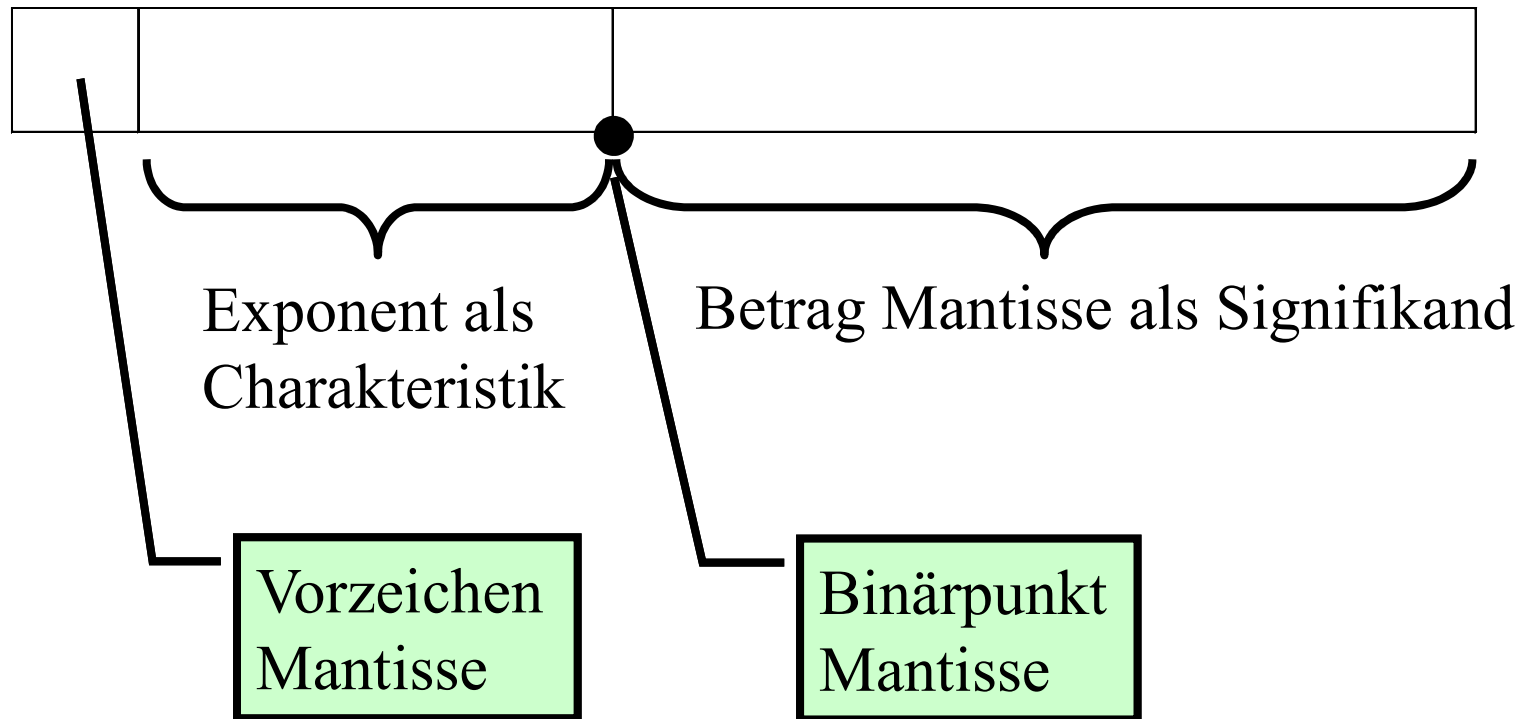 Exponent als
Charakteristik
Betrag Mantisse als Signifikand
Vorzeichen
Mantisse
Binärpunkt
Mantisse